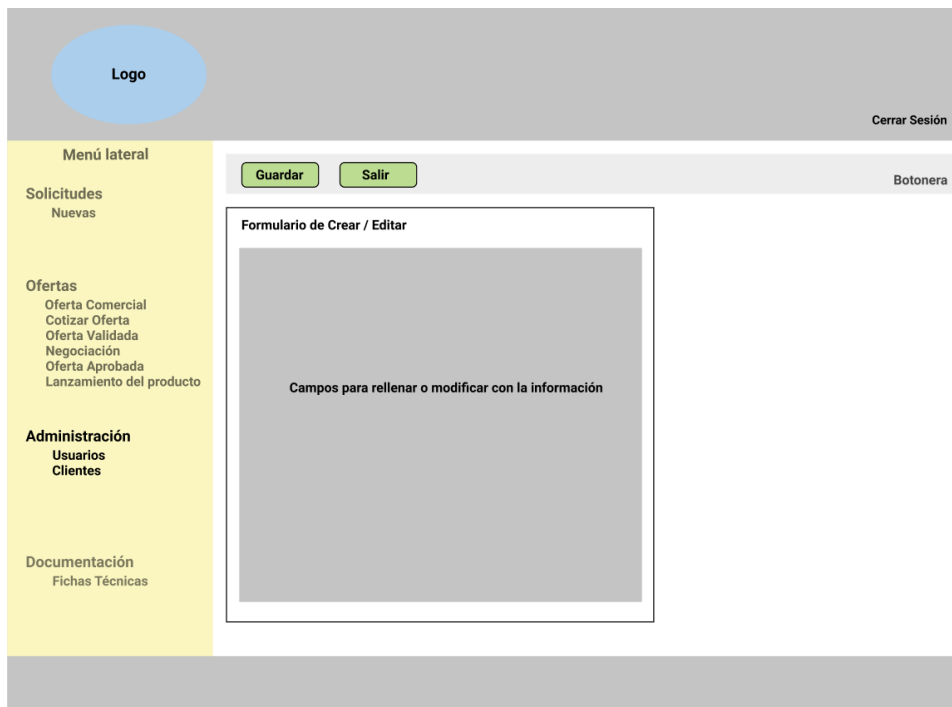 Logo
Cerrar Sesión
Menú lateral
Solicitudes
Nuevas
Ofertas
Oferta Comercial
Cotizar Oferta
Oferta Validada
Negociación
Oferta Aprobada
Lanzamiento del producto
Administración
Usuarios
Clientes
Documentación
Fichas Técnicas
Guardar
Salir
Botonera
Formulario de Crear / Editar
Campos para rellenar o modificar con la información